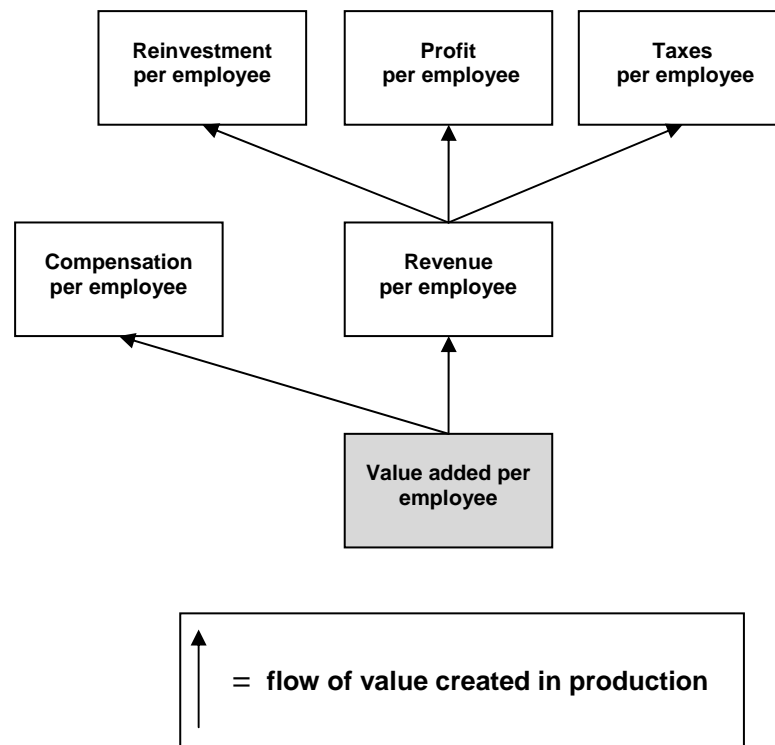 Reinvestment
per employee
Profit
per employee
Taxes
per employee
Compensation
per employee
Revenue
per employee
Value added per
employee
= flow of value created in production